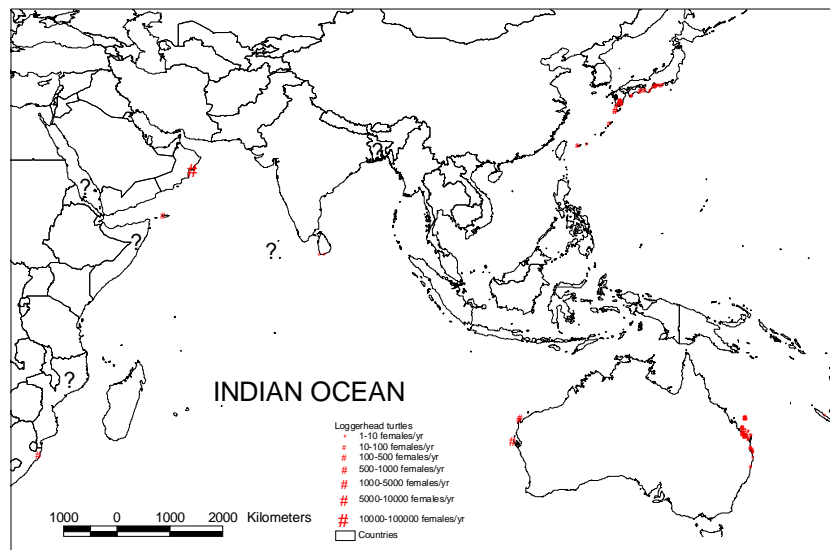 ?
?
?
?
?
INDIAN OCEAN
Loggerhead turtles
# 1-10 females/yr
# 10-100 females/yr
# 100-500 females/yr
# 500-1000 females/yr
# 1000-5000 females/yr
# 5000-10000 females/yr
# 10000-100000 females/yr
Countries
1000 0 1000 2000 Kilometers